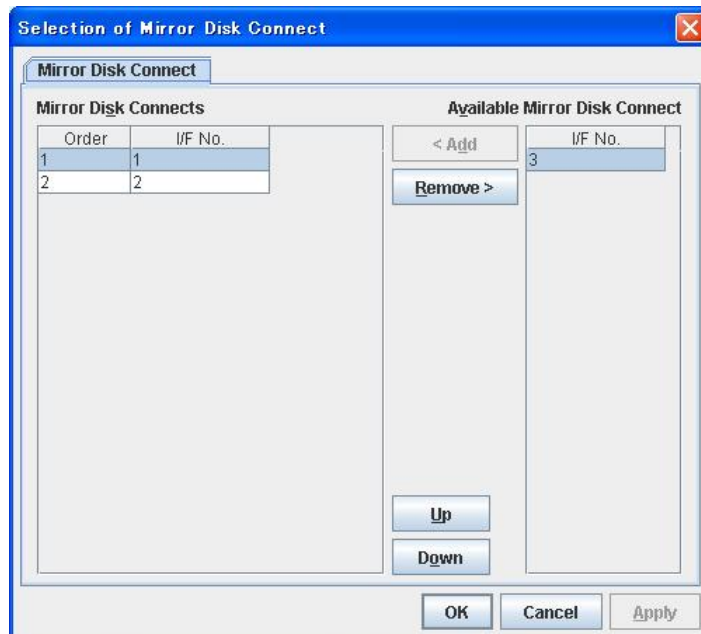 Selection of Mirror Disk Connect
Mirror Disk Connect
Mirror Disk Connects
Available Mirror Disk Connect
Order I/F No.
1 1
2 2
< Add
Remove >
I/F No.
3
Up
Down
OK Cancel Apply